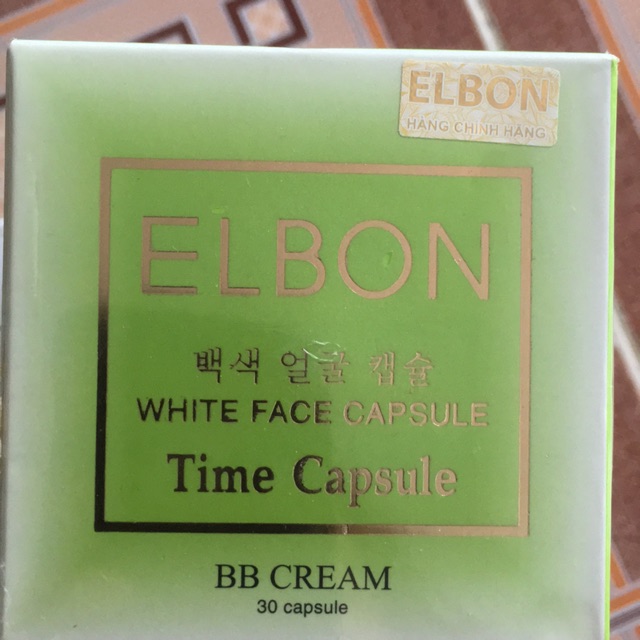 ELBON
HÀNG CHÍNH HÃNG
ELBON
백색 얼굴 캡슐
WHITE FACE CAPSULE
Time Capsule
BB CREAM
30 capsule